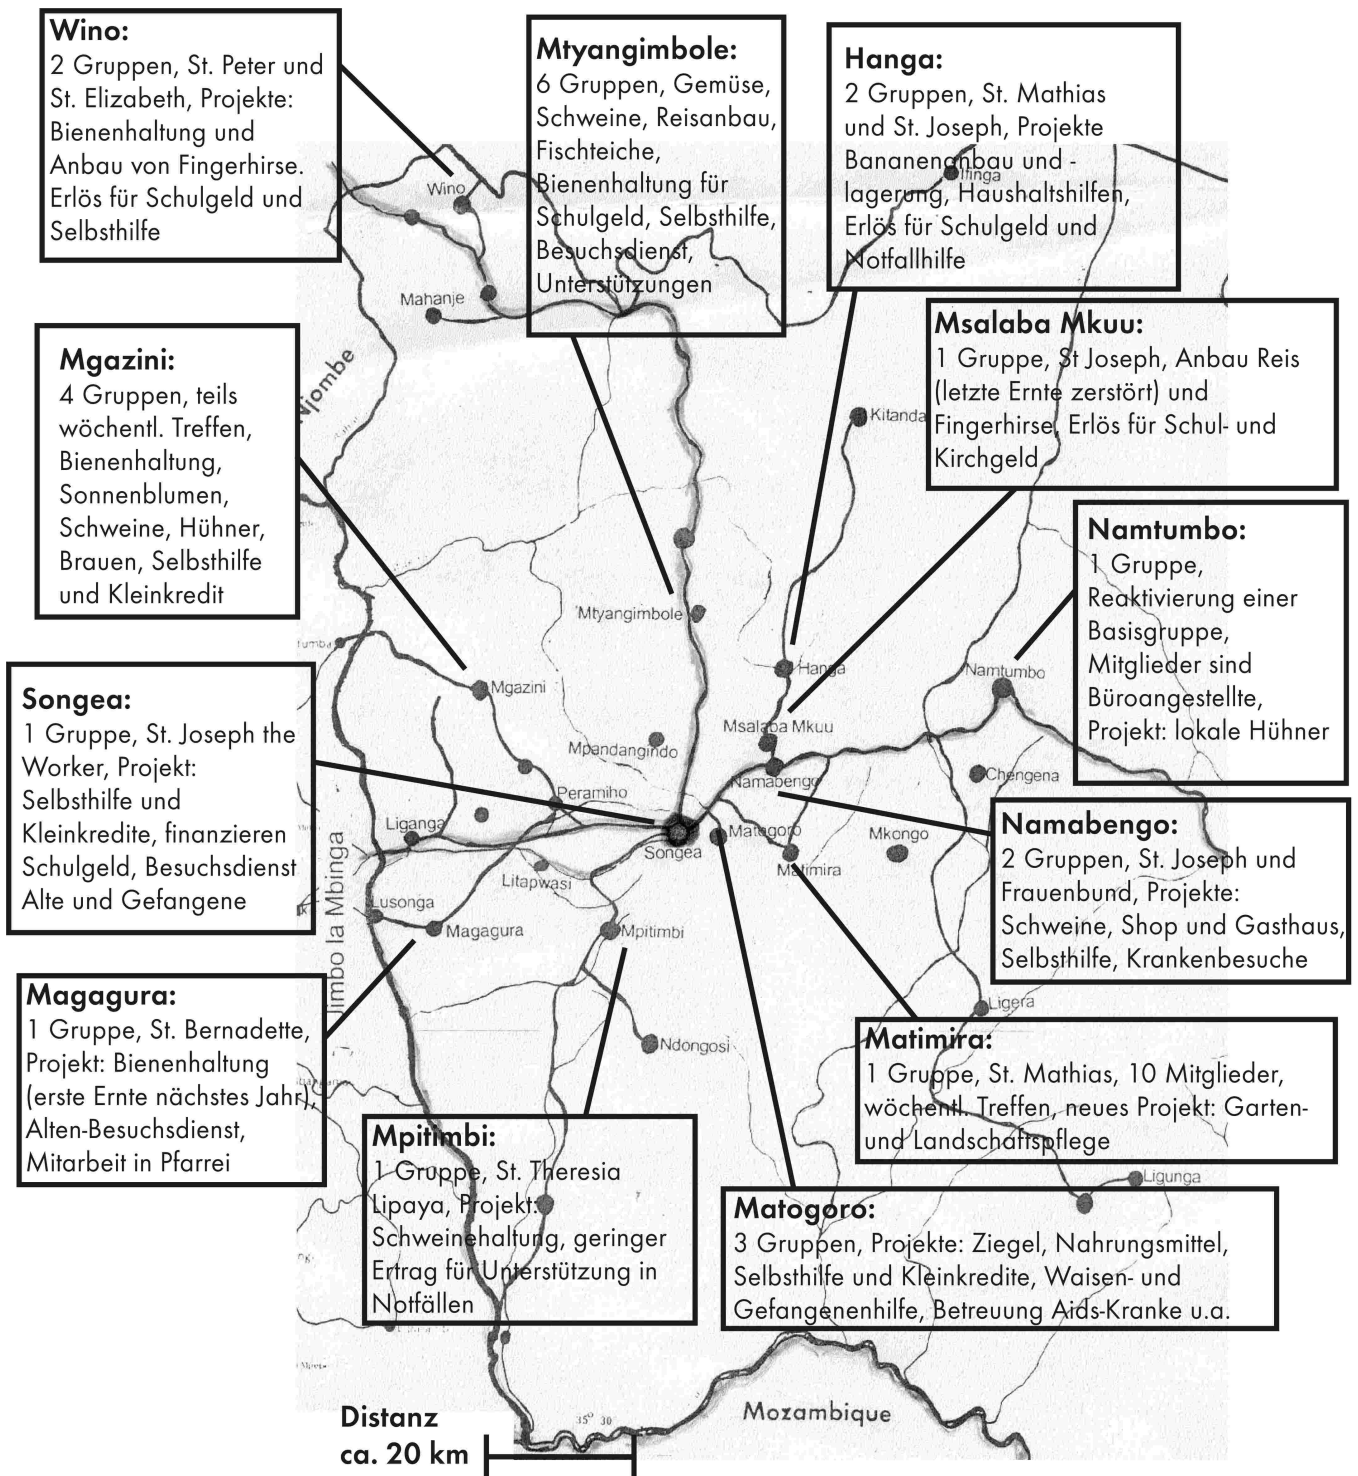 Wino:
2 Gruppen, St. Peter und
St. Elizabeth, Projekte:
Bienenhaltung und
Anbau von Fingerhirse.
Erlös für Schulgeld und
Selbsthilfe
Mtyangimbole:
6 Gruppen, Gemüse,
Schweine, Reisanbau,
Fischteiche,
Bienenhaltung für
Schulgeld, Selbsthilfe,
Besuchsdienst,
Unterstützungen
Hanga:
2 Gruppen, St. Mathias
und St. Joseph, Projekte
Bananenanbau und -
lagerung, Haushaltshilfen,
Erlös für Schulgeld und
Notfallhilfe
Msalaba Mkuu:
1 Gruppe, St Joseph, Anbau Reis
(letzte Ernte zerstört) und
Fingerhirse, Erlös für Schul- und
Kirchgeld
Mgazini:
4 Gruppen, teils
wöchentl. Treffen,
Bienenhaltung,
Sonnenblumen,
Schweine, Hühner,
Brauen, Selbsthilfe
und Kleinkredit
Namtumbo:
1 Gruppe,
Reaktivierung einer
Basisgruppe,
Mitglieder sind
Büroangestellte,
Projekt: lokale Hühner
Songea:
1 Gruppe, St. Joseph the
Worker, Projekt:
Selbsthilfe und
Kleinkredite, finanzieren
Schulgeld, Besuchsdienst
Alte und Gefangene
Namabengo:
2 Gruppen, St. Joseph und
Frauenbund, Projekte:
Schweine, Shop und Gasthaus,
Selbsthilfe, Krankenbesuche
Magagura:
1 Gruppe, St. Bernadette,
Projekt: Bienenhaltung
(erste Ernte nächstes Jahr),
Alten-Besuchsdienst,
Mitarbeit in Pfarrei
Matimira:
1 Gruppe, St. Mathias, 10 Mitglieder,
wöchentl. Treffen, neues Projekt: Garten-
und Landschaftspflege
Mpitimbi:
1 Gruppe, St. Theresia
Lipaya, Projekt:
Schweinehaltung, geringer
Ertrag für Unterstützung in
Notfällen
Matogoro:
3 Gruppen, Projekte: Ziegel, Nahrungsmittel,
Selbsthilfe und Kleinkredite, Waisen- und
Gefangenenhilfe, Betreuung Aids-Kranke u.a.
Wino
Ifinga
Mahanje
Njombe
Kitanda
Mtyangimbole
Hanga
Namtumbo
Mgazini
Msalaba Mkuu
Mpandangindo
Namabengo
Chengena
Peramiho
Liganga
Matogoro
Mkongo
Songea
Matimira
Litapwasi
Lusonga
Magagura
Mpitimbi
Jimbo la Mbinga
Ligera
Ndongosi
Ligunga
Mozambique
35° 30
Distanz
ca. 20 km